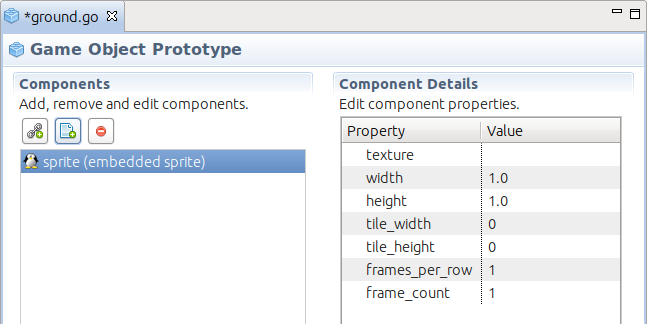 *ground.go
Game Object Prototype
Components
Add, remove and edit components.
sprite (embedded sprite)
Component Details
Edit component properties.
Property Value
texture
width 1.0
height 1.0
tile_width 0
tile_height 0
frames_per_row 1
frame_count 1